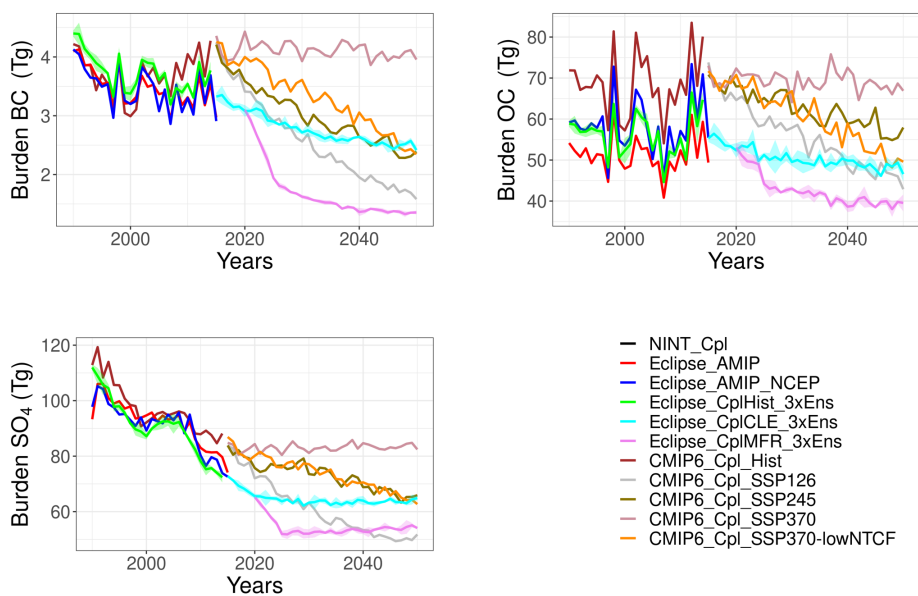 Burden BC (Tg)
4
3
2
2000
2020
2040
Years
Burden OC (Tg)
80
70
60
50
40
2000
2020
2040
Years
Burden SO4 (Tg)
120
100
80
60
2000
2020
2040
Years
NINT_Cpl
Eclipse_AMIP
Eclipse_AMIP_NCEP
Eclipse_CplHist_3xEns
Eclipse_CplCLE_3xEns
Eclipse_CplMFR_3xEns
CMIP6_Cpl_Hist
CMIP6_Cpl_SSP126
CMIP6_Cpl_SSP245
CMIP6_Cpl_SSP370
CMIP6_Cpl_SSP370-lowNTCF